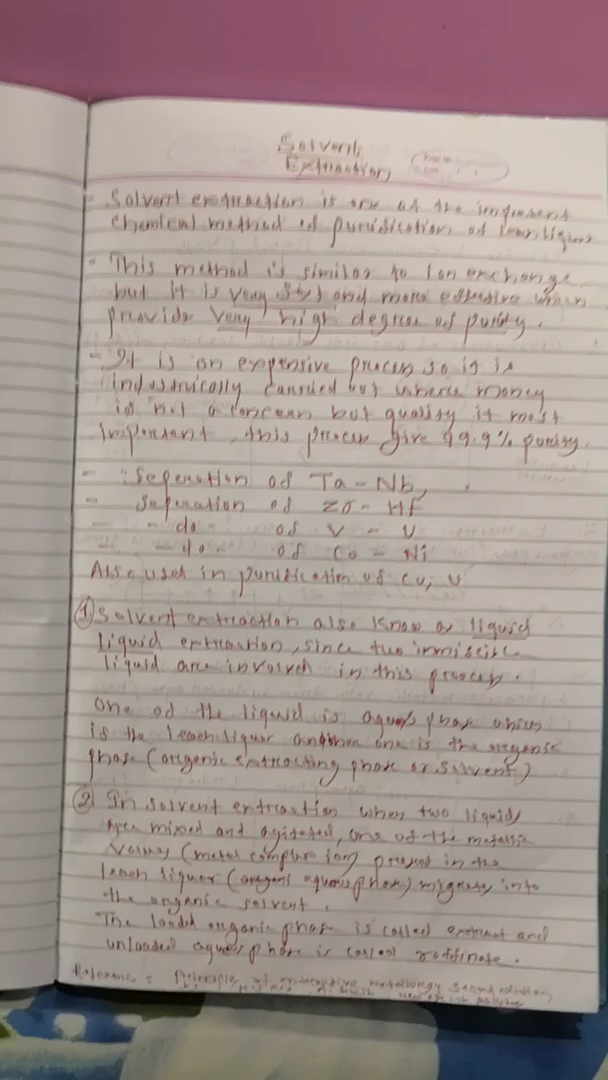 Solvent
Extraction
- Solvent extraction is one of the important
chemical method of purification of
- This method is similar to Ion exchange
but it is very fast and more effective when
provide very high degree of purity.
- It is an expensive process so it is
industrically carried out where money
is not a concern but quality is most
important, this process give 99.9% purity.
- Seperation of Ta-Nb,
- Seperation of Zr-Hf
- - do - of V - U
- - do - of Co - Ni
Also used in purification of Cu, U
① Solvent extraction also know as liquid
liquid extraction, since two immiscible
liquid are involved in this process.
One of the liquid is aqueous phase which
is the leach liquor another one is the organic
phase (organic extracting phase or solvent)
② In solvent extraction when two liquids
are mixed and agitated, one of the metallic
values (metal complex ion) present in the
leach liquor (aqueous phase) migrates into
the organic solvent.
The loaded organic phase is called extract and
unloaded aqueous phase is called raffinate.
Reference : Principle of extractive metallurgy second edition,